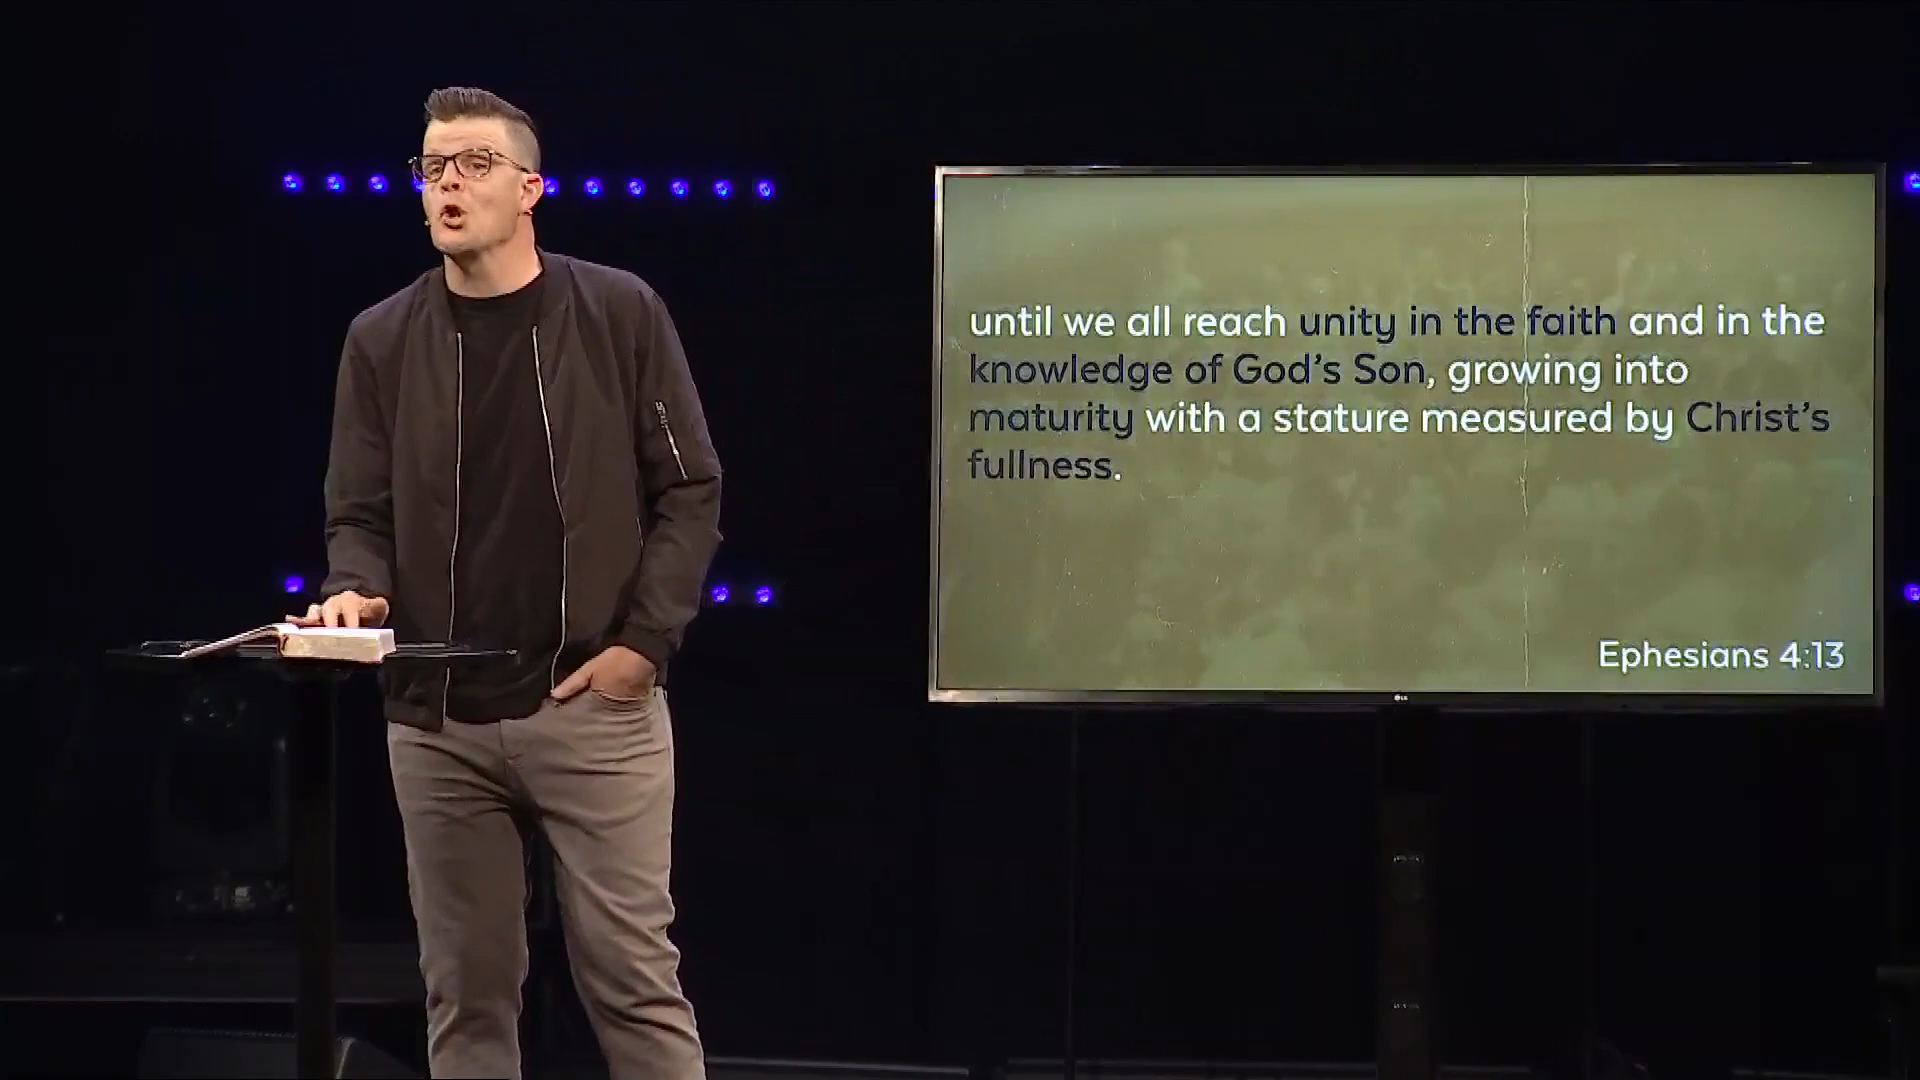 until we all reach unity in the faith and in the
knowledge of God's Son, growing into
maturity with a stature measured by Christ's
fullness.
Ephesians 4:13
LG